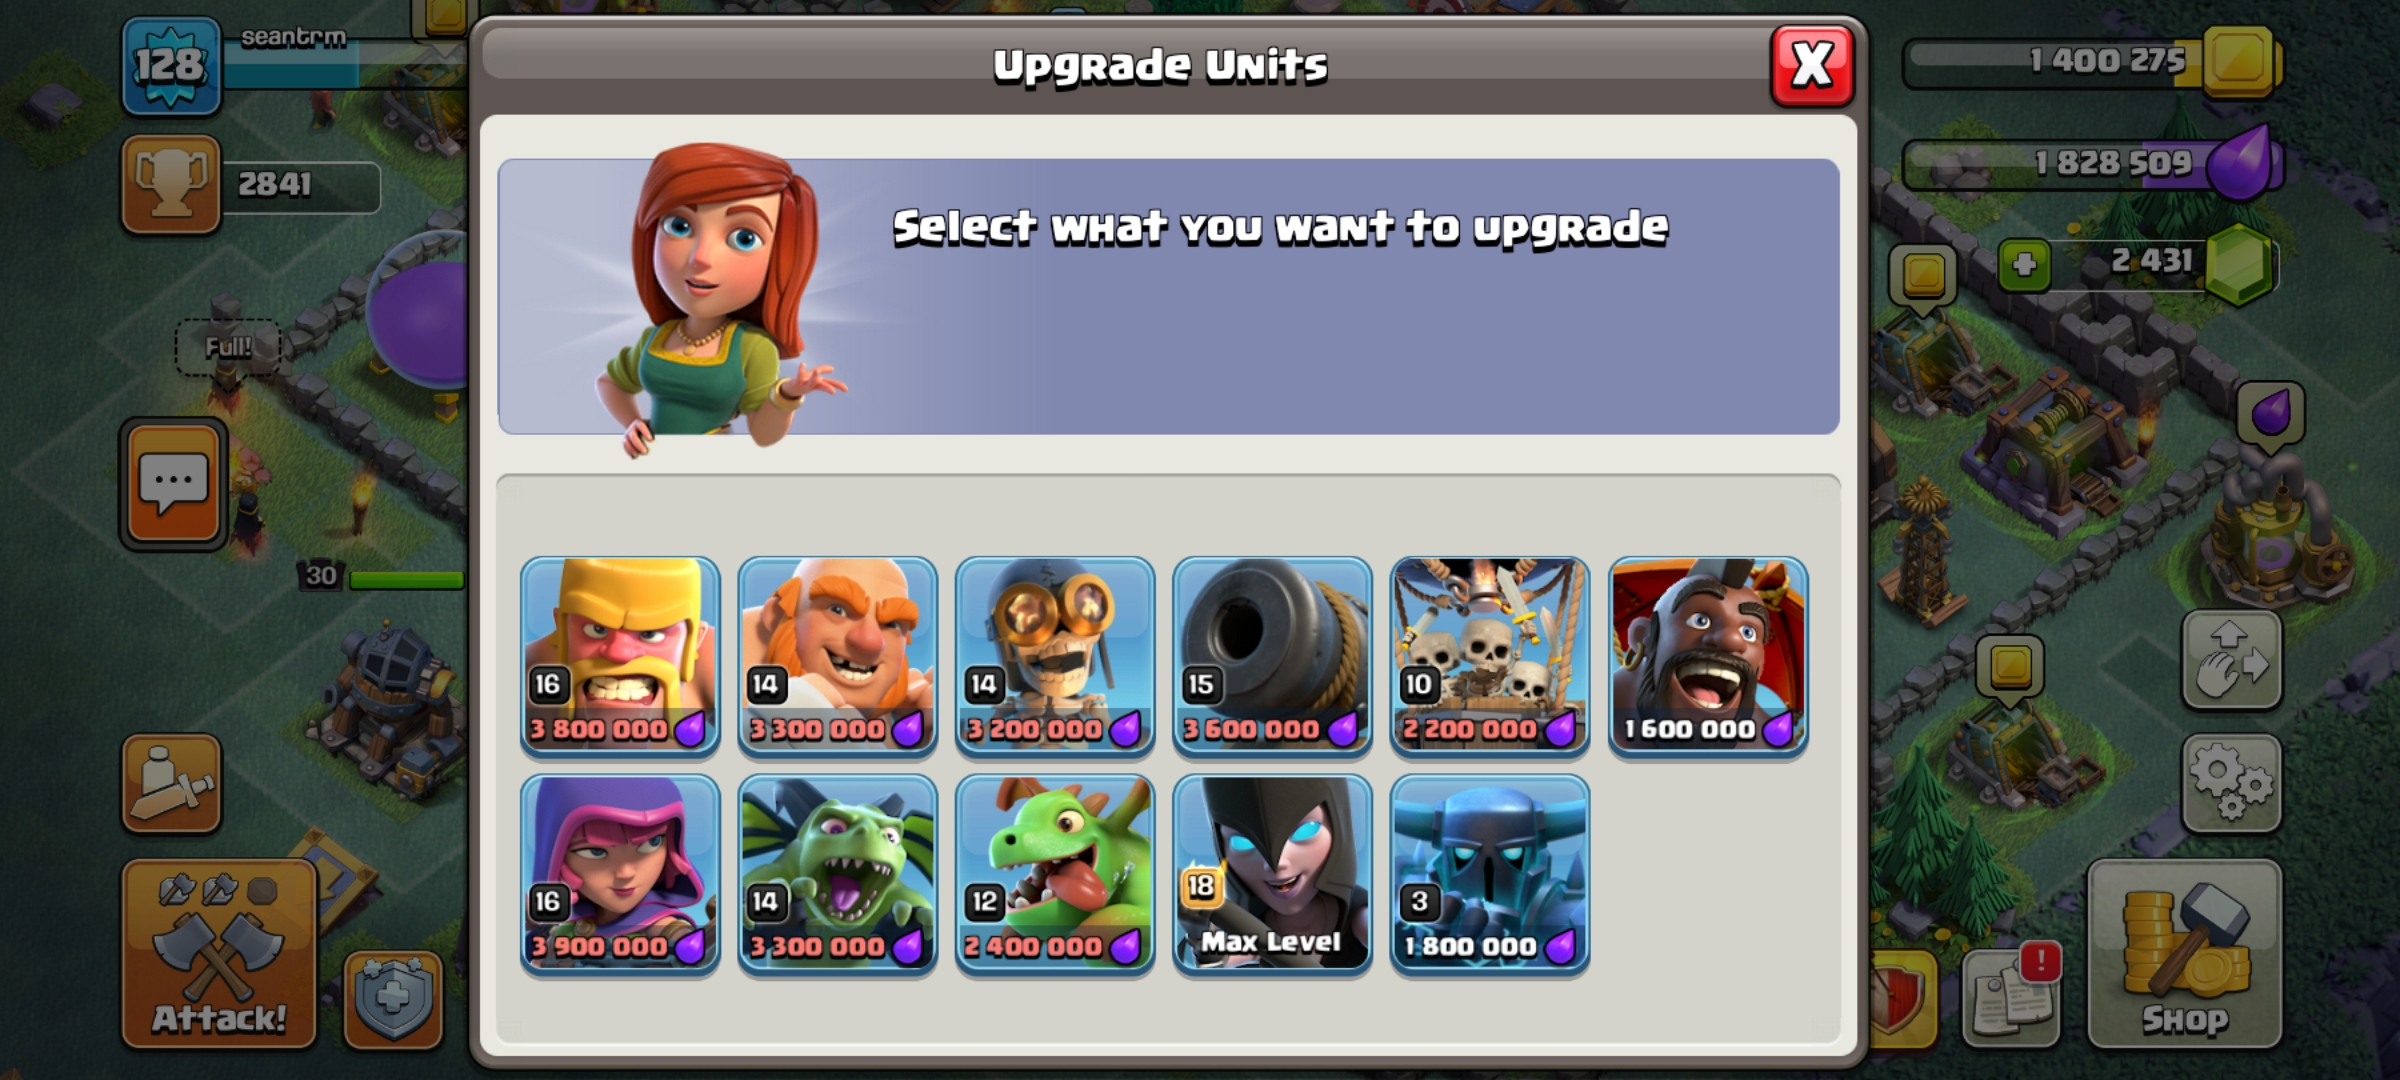 128
seantrm
2841
Full!
30
Attack!
Upgrade Units
X
Select what you want to upgrade
16
3 800 000
14
3 300 000
14
3 200 000
15
3 600 000
10
2 200 000
1 600 000
16
3 900 000
14
3 300 000
12
2 400 000
18
Max Level
3
1 800 000
1 400 275
1 828 509
2 431
!
Shop